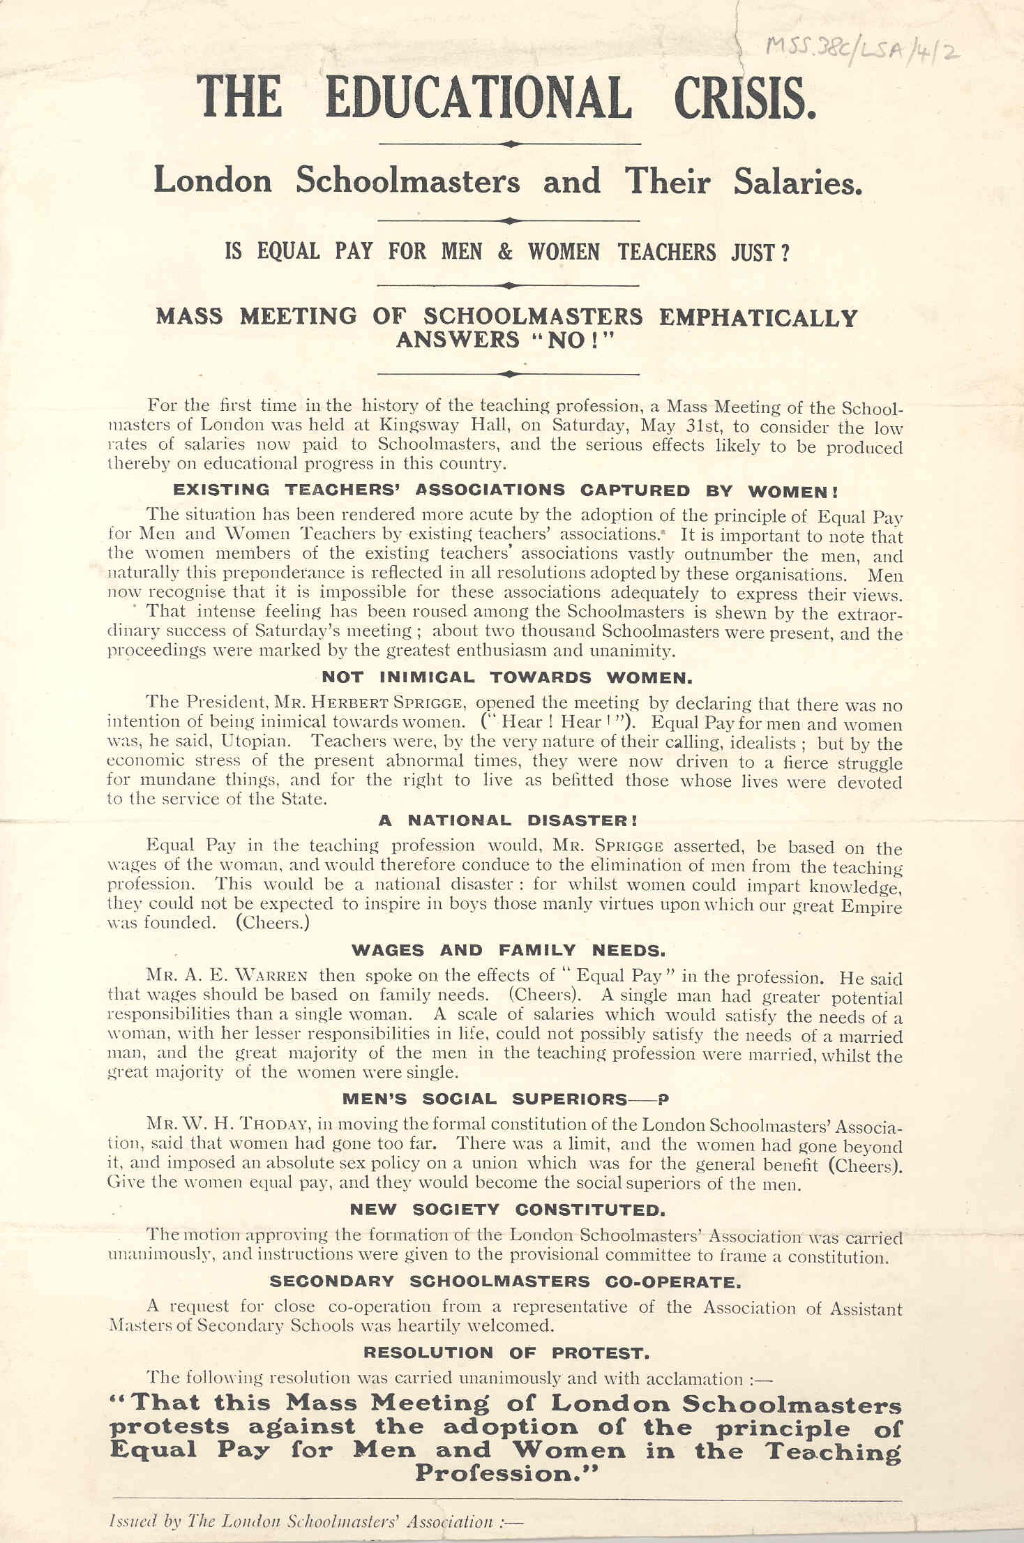 MSS.38C/LSA/4/2
THE EDUCATIONAL CRISIS.
London Schoolmasters and Their Salaries.
IS EQUAL PAY FOR MEN & WOMEN TEACHERS JUST?
MASS MEETING OF SCHOOLMASTERS EMPHATICALLY
ANSWERS "NO!"
For the first time in the history of the teaching profession, a Mass Meeting of the School-
masters of London was held at Kingsway Hall, on Saturday, May 31st, to consider the low
rates of salaries now paid to Schoolmasters, and the serious effects likely to be produced
thereby on educational progress in this country.
EXISTING TEACHERS' ASSOCIATIONS CAPTURED BY WOMEN!
The situation has been rendered more acute by the adoption of the principle of Equal Pay
for Men and Women Teachers by existing teachers' associations.* It is important to note that
the women members of the existing teachers' associations vastly outnumber the men, and
naturally this preponderance is reflected in all resolutions adopted by these organisations. Men
now recognise that it is impossible for these associations adequately to express their views.
* That intense feeling has been roused among the Schoolmasters is shewn by the extraor-
dinary success of Saturday's meeting; about two thousand Schoolmasters were present, and the
proceedings were marked by the greatest enthusiasm and unanimity.
NOT INIMICAL TOWARDS WOMEN.
The President, MR. HERBERT SPRIGGE, opened the meeting by declaring that there was no
intention of being inimical towards women. ("Hear! Hear!"). Equal Pay for men and women
was, he said, Utopian. Teachers were, by the very nature of their calling, idealists; but by the
economic stress of the present abnormal times, they were now driven to a fierce struggle
for mundane things, and for the right to live as befitted those whose lives were devoted
to the service of the State.
A NATIONAL DISASTER!
Equal Pay in the teaching profession would, MR. SPRIGGE asserted, be based on the
wages of the woman, and would therefore conduce to the elimination of men from the teaching
profession. This would be a national disaster: for whilst women could impart knowledge,
they could not be expected to inspire in boys those manly virtues upon which our great Empire
was founded. (Cheers.)
WAGES AND FAMILY NEEDS.
MR. A. E. WARREN then spoke on the effects of "Equal Pay" in the profession. He said
that wages should be based on family needs. (Cheers). A single man had greater potential
responsibilities than a single woman. A scale of salaries which would satisfy the needs of a
woman, with her lesser responsibilities in life, could not possibly satisfy the needs of a married
man, and the great majority of the men in the teaching profession were married, whilst the
great majority of the women were single.
MEN'S SOCIAL SUPERIORS—?
MR. W. H. THODAY, in moving the formal constitution of the London Schoolmasters' Associa-
tion, said that women had gone too far. There was a limit, and the women had gone beyond
it, and imposed an absolute sex policy on a union which was for the general benefit (Cheers).
Give the women equal pay, and they would become the social superiors of the men.
NEW SOCIETY CONSTITUTED.
The motion approving the formation of the London Schoolmasters' Association was carried
unanimously, and instructions were given to the provisional committee to frame a constitution.
SECONDARY SCHOOLMASTERS CO-OPERATE.
A request for close co-operation from a representative of the Association of Assistant
Masters of Secondary Schools was heartily welcomed.
RESOLUTION OF PROTEST.
The following resolution was carried unanimously and with acclamation :—
"That this Mass Meeting of London Schoolmasters
protests against the adoption of the principle of
Equal Pay for Men and Women in the Teaching
Profession."
Issued by The London Schoolmasters' Association :—